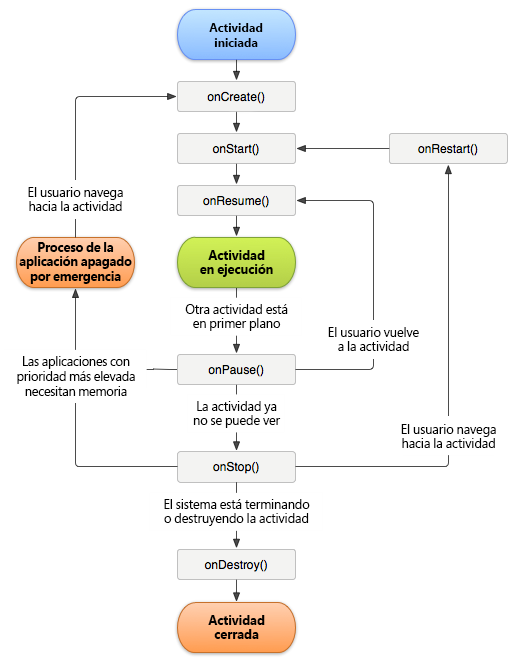 Actividad
iniciada
onCreate()
onStart()
onRestart()
El usuario navega
hacia la actividad
onResume()
Proceso de la
aplicación apagado
por emergencia
Actividad
en ejecución
Otra actividad está
en primer plano
El usuario vuelve
a la actividad
Las aplicaciones con
prioridad más elevada
necesitan memoria
onPause()
La actividad ya
no se puede ver
El usuario navega
hacia la actividad
onStop()
El sistema está terminando
o destruyendo la actividad
onDestroy()
Actividad
cerrada